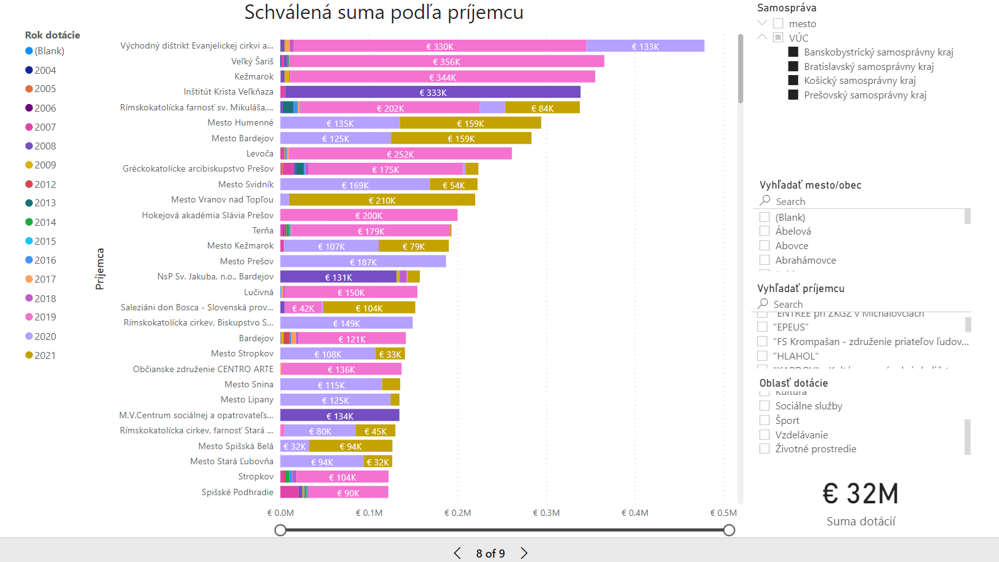 Schválená suma podľa príjemcu
Rok dotácie
(Blank)
2004
2005
2006
2007
2008
2009
2012
2013
2014
2015
2016
2017
2018
2019
2020
2021
Príjemca
Východný dištrikt Evanjelickej cirkvi a... € 330K € 133K
Veľký Šariš € 356K
Kežmarok € 344K
Inštitút Krista Veľkňaza € 333K
Rímskokatolícka farnosť sv. Mikuláša,... € 202K € 84K
Mesto Humenné € 135K € 159K
Mesto Bardejov € 125K € 159K
Levoča € 252K
Gréckokatolícke arcibiskupstvo Prešov € 175K
Mesto Svidník € 169K € 54K
Mesto Vranov nad Topľou € 210K
Hokejová akadémia Slávia Prešov € 200K
Terňa € 179K
Mesto Kežmarok € 107K € 79K
Mesto Prešov € 187K
NsP Sv. Jakuba, n.o., Bardejov € 131K
Lučivná € 150K
Saleziáni don Bosca - Slovenská prov... € 42K € 104K
Rímskokatolícka cirkev, Biskupstvo S... € 149K
Bardejov € 121K
Mesto Stropkov € 108K € 33K
Občianske združenie CENTRO ARTE € 136K
Mesto Snina € 115K
Mesto Lipany € 125K
M.V.Centrum sociálnej a opatrovateľs... € 134K
Rímskokatolícka cirkev, farnosť Stará ... € 80K € 45K
Mesto Spišská Belá € 32K € 94K
Mesto Stará Ľubovňa € 94K € 32K
Stropkov € 104K
Spišské Podhradie € 90K
€ 0.0M € 0.1M € 0.2M € 0.3M € 0.4M € 0.5M
Samospráva
mesto
VÚC
Banskobystrický samosprávny kraj
Bratislavský samosprávny kraj
Košický samosprávny kraj
Prešovský samosprávny kraj
Vyhľadať mesto/obec
Search
(Blank)
Ábelová
Abovce
Abrahámovce
Vyhľadať príjemcu
Search
"ENTRÉE pri ZKGZ v Michalovciach
"EPEUS"
"FS Krompašan - združenie priateľov ľudov...
"HLAHOL"
Oblasť dotácie
Kultúra
Sociálne služby
Šport
Vzdelávanie
Životné prostredie
€ 32M
Suma dotácií
8 of 9